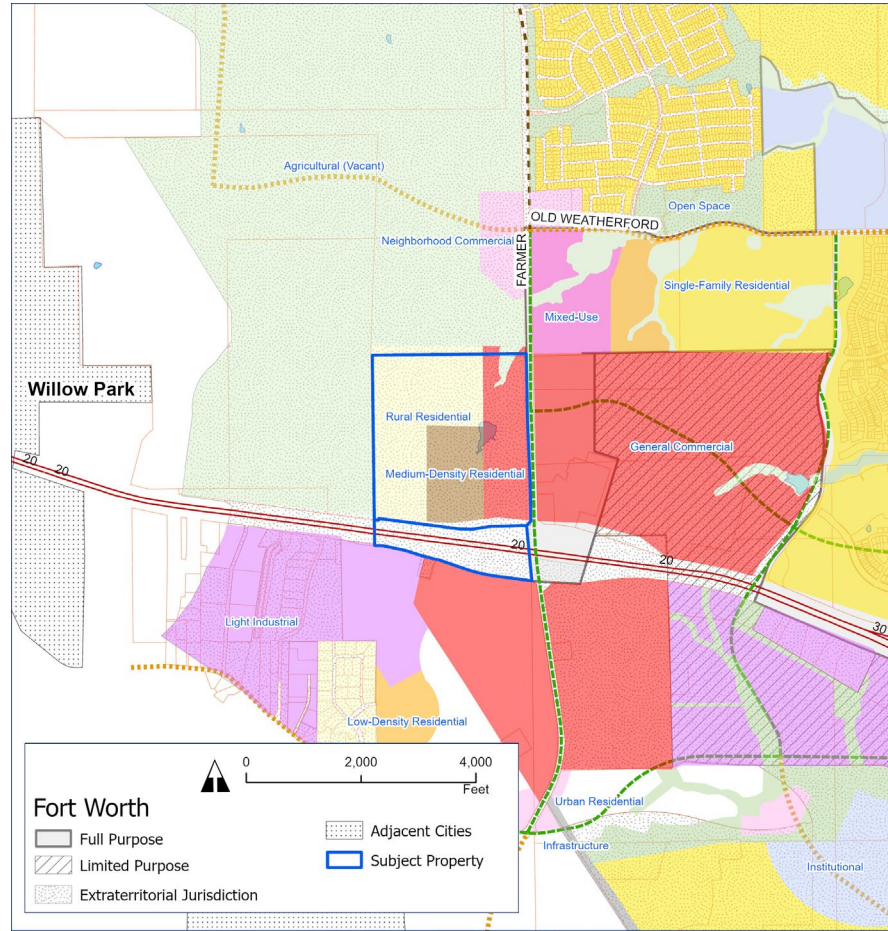 Agricultural (Vacant)
Open Space
OLD WEATHERFORD
Neighborhood Commercial
FARMER
Single-Family Residential
Mixed-Use
Willow Park
Rural Residential
General Commercial
Medium-Density Residential
20
20
20
20
30
Light Industrial
Low-Density Residential
Urban Residential
Infrastructure
Institutional
0 2,000 4,000
Feet
Fort Worth
Full Purpose
Limited Purpose
Extraterritorial Jurisdiction
Adjacent Cities
Subject Property